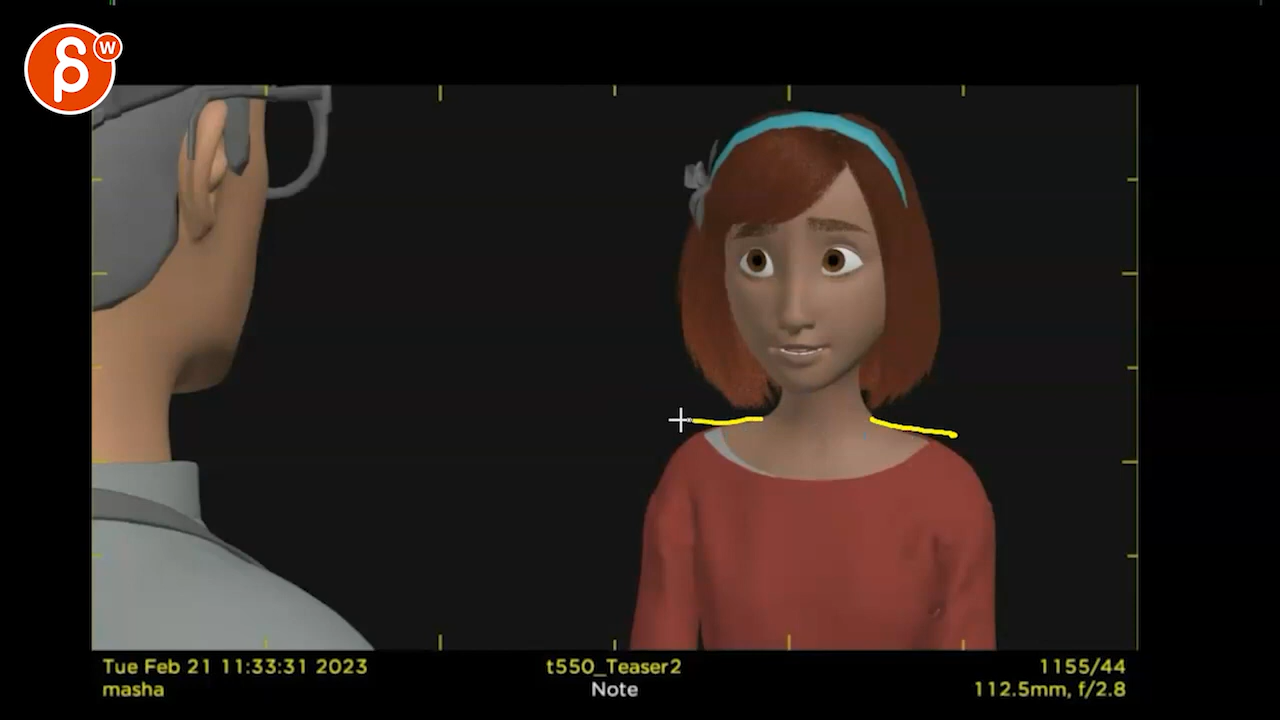 w
Tue Feb 21 11:33:31 2023
t550_Teaser2
1155/44
masha
Note
112.5mm, f/2.8